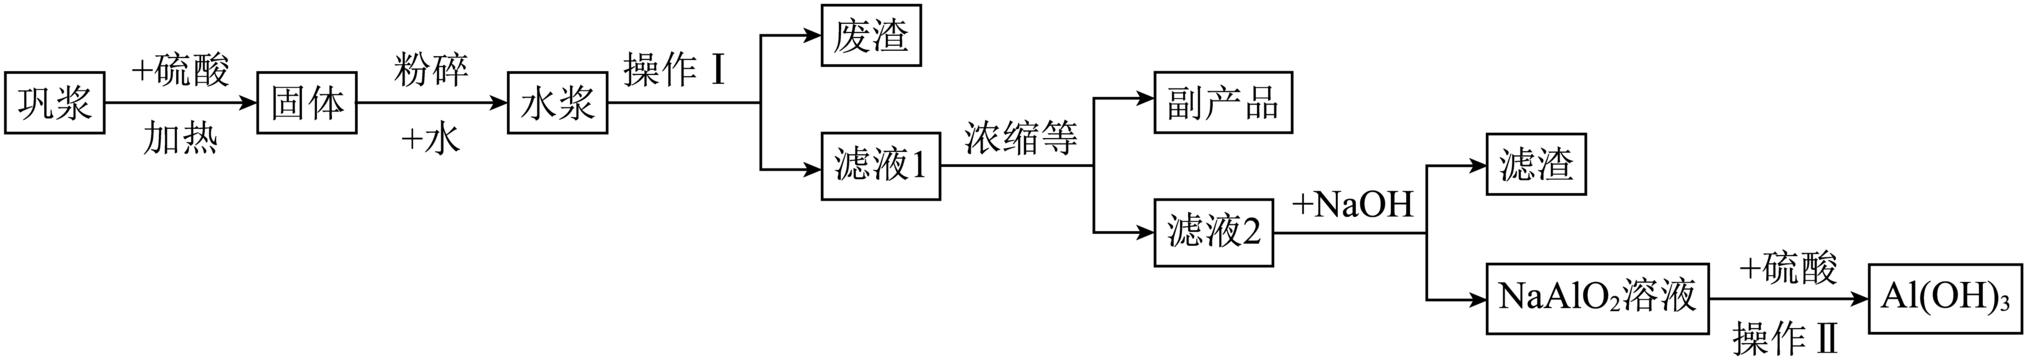 巩浆
+硫酸
加热
固体
粉碎
+水
水浆
操作Ⅰ
废渣
滤液1
浓缩等
副产品
滤液2
+NaOH
滤渣
NaAlO₂溶液
+硫酸
操作Ⅱ
Al(OH)₃